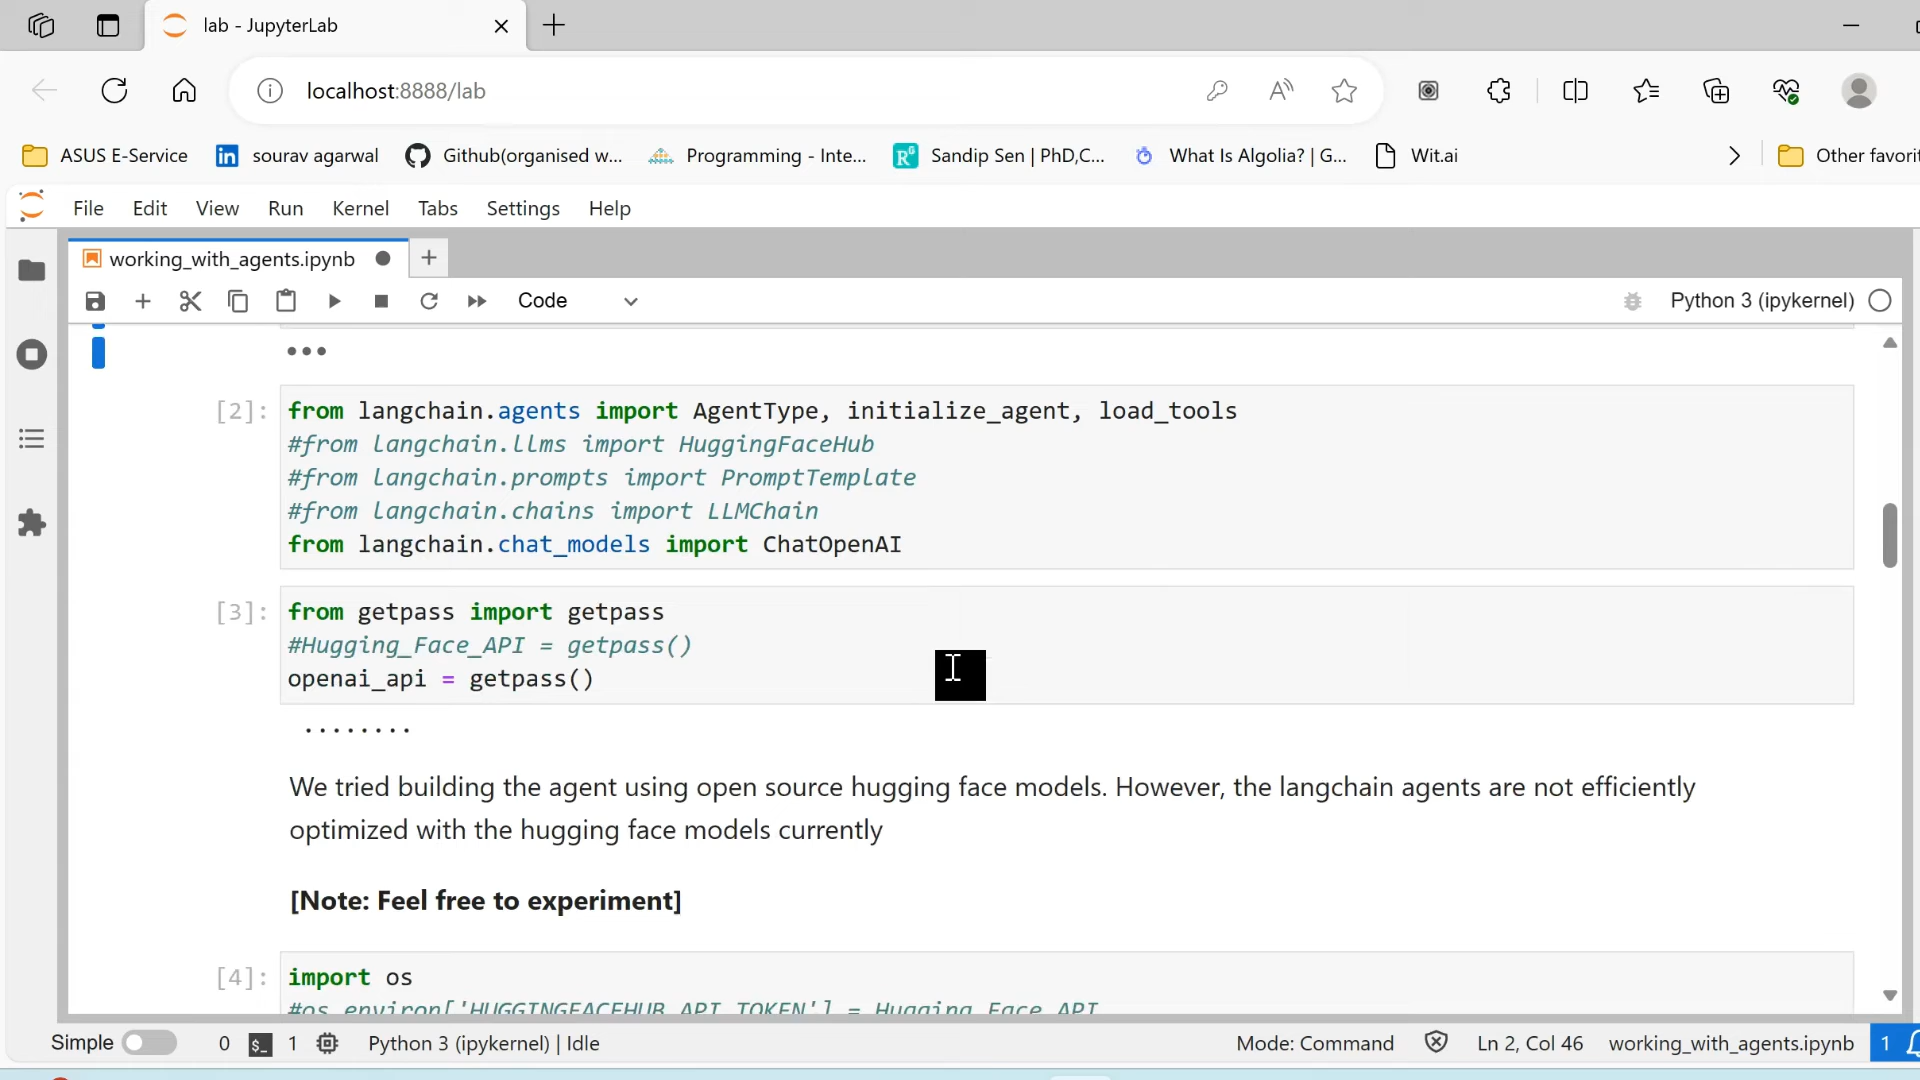 lab - JupyterLab
localhost:8888/lab
ASUS E-Service
sourav agarwal
Github(organised w...
Programming - Inte...
Sandip Sen | PhD,C...
What Is Algolia? | G...
Wit.ai
Other favorit
File Edit View Run Kernel Tabs Settings Help
working_with_agents.ipynb
Code
Python 3 (ipykernel)
[2]:
from langchain.agents import AgentType, initialize_agent, load_tools
#from langchain.llms import HuggingFaceHub
#from langchain.prompts import PromptTemplate
#from langchain.chains import LLMChain
from langchain.chat_models import ChatOpenAI
[3]:
from getpass import getpass
#Hugging_Face_API = getpass()
openai_api = getpass()
········
We tried building the agent using open source hugging face models. However, the langchain agents are not efficiently
optimized with the hugging face models currently
[Note: Feel free to experiment]
[4]:
import os
#os.environ['HUGGINGFACEHUB_API_TOKEN'] = Hugging_Face_API
Simple 0 $_ 1 Python 3 (ipykernel) | Idle Mode: Command Ln 2, Col 46 working_with_agents.ipynb 1